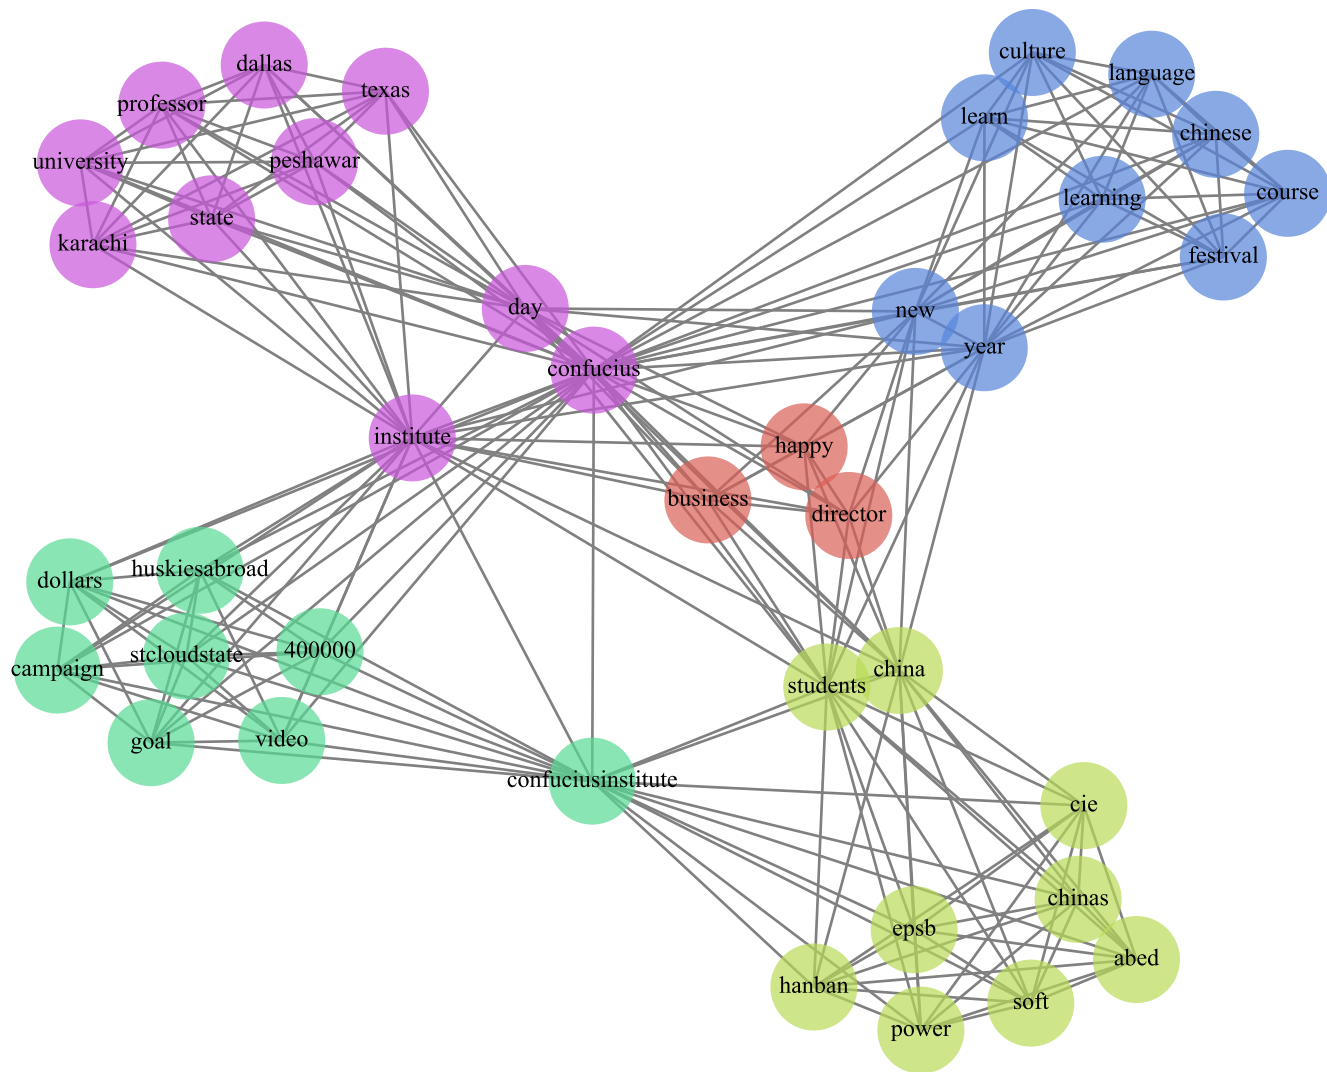 culture
dallas
language
texas
professor
learn
chinese
university
peshawar
course
learning
state
karachi
festival
day
new
year
confucius
institute
happy
business
director
huskiesabroad
dollars
400000
stcloudstate
campaign
china
students
goal
video
confuciusinstitute
cie
chinas
epsb
abed
hanban
soft
power